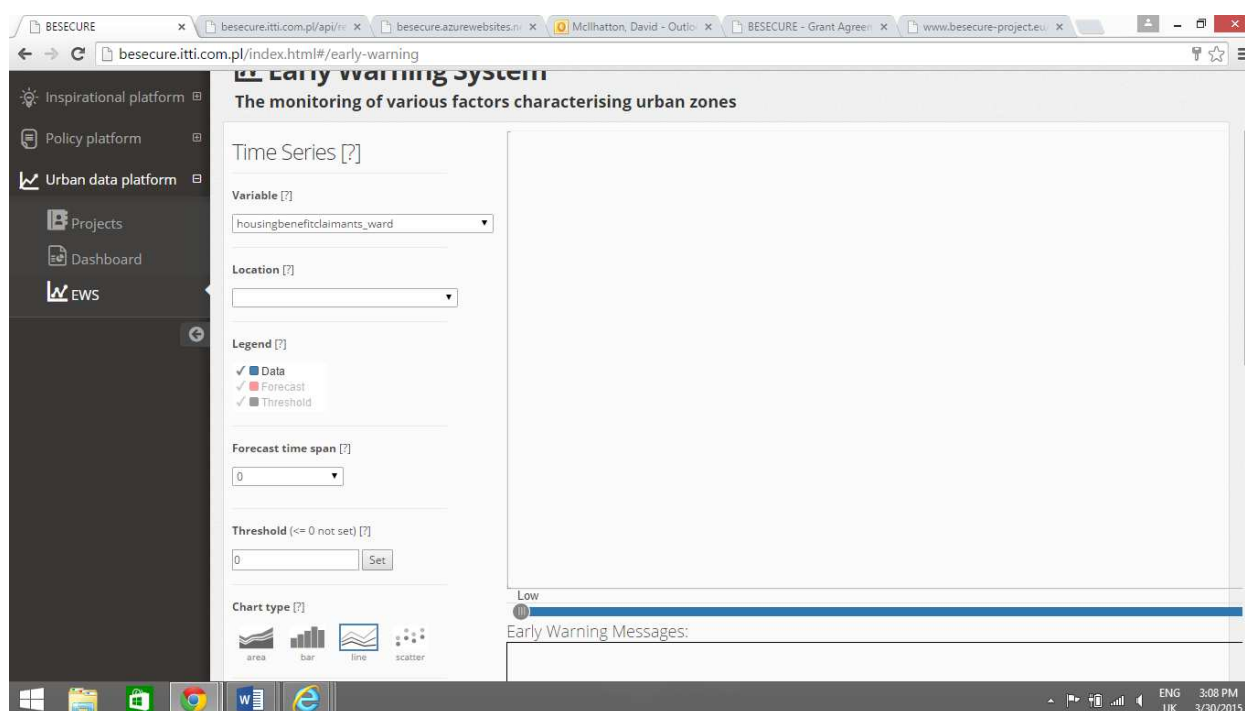 BESECURE
besecure.itti.com.pl/api/re
besecure.azurewebsites.ne
McIlhatton, David - Outlo
BESECURE - Grant Agreem
www.besecure-project.eu
besecure.itti.com.pl/index.html#/early-warning
Early Warning System
The monitoring of various factors characterising urban zones
Inspirational platform
Policy platform
Urban data platform
Projects
Dashboard
EWS
Time Series [?]
Variable [?]
housingbenefitclaimants_ward
Location [?]
Legend [?]
Data
Forecast
Threshold
Forecast time span [?]
0
Threshold (<= 0 not set) [?]
0
Set
Chart type [?]
area
bar
line
scatter
Low
Early Warning Messages:
ENG
UK
3:08 PM
3/30/2015